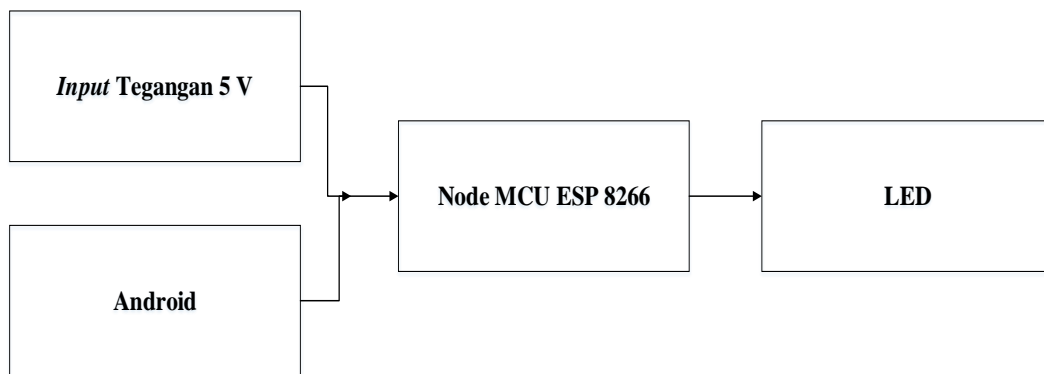 Input Tegangan 5 V
Node MCU ESP 8266
LED
Android